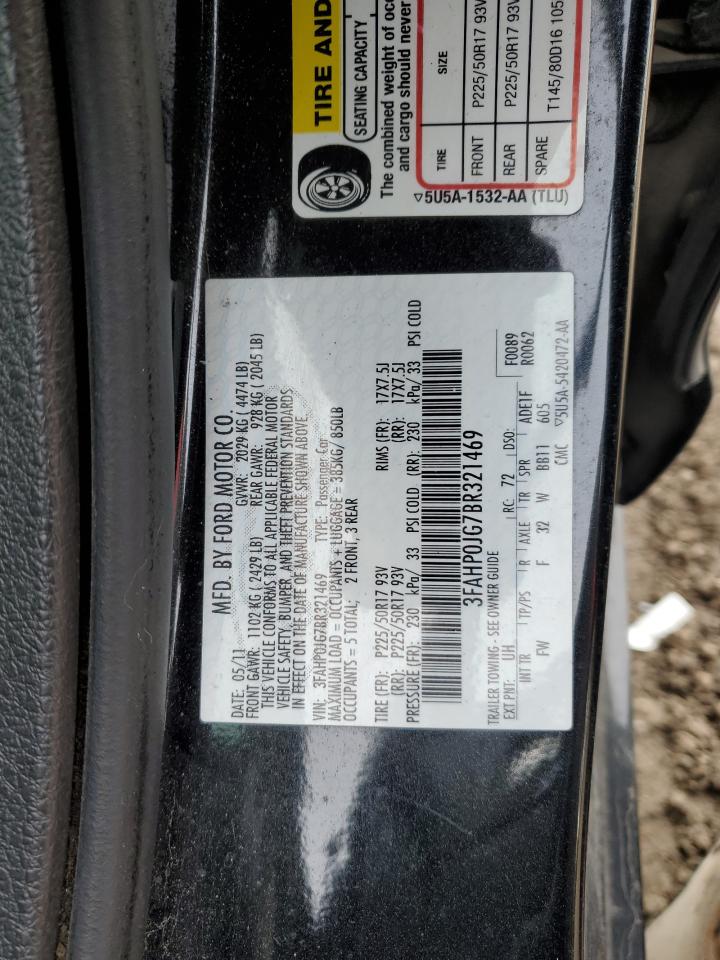 MFD. BY FORD MOTOR CO.
DATE: 05/11 GVWR: 2029 KG ( 4474 LB)
FRONT GAWR: 1102 KG ( 2429 LB) REAR GAWR: 928 KG ( 2045 LB)
THIS VEHICLE CONFORMS TO ALL APPLICABLE FEDERAL MOTOR
VEHICLE SAFETY, BUMPER, AND THEFT PREVENTION STANDARDS
IN EFFECT ON THE DATE OF MANUFACTURE SHOWN ABOVE.
VIN: 3FAHP0JG7BR321469 TYPE: Passenger Car
MAXIMUM LOAD = OCCUPANTS + LUGGAGE = 385KG/ 850LB
OCCUPANTS = 5 TOTAL; 2 FRONT, 3 REAR
TIRE (FR): P225/50R17 93V RIMS (FR): 17X7.5J
(RR): P225/50R17 93V (RR): 17X7.5J
PRESSURE (FR): 230 kPa/ 33 PSI COLD (RR): 230 kPa/ 33 PSI COLD
3FAHP0JG7BR321469
TRAILER TOWING - SEE OWNER GUIDE
EXT PNT: UH RC: 72 DSO: F0089
INT TR TP/PS R AXLE TR SPR ADE1F R0062
FW F 32 W BB11 605
CMC ▽5U5A-5420472-AA
TIRE AND
SEATING CAPACITY
The combined weight of occ
and cargo should never
TIRE SIZE
FRONT P225/50R17 93V
REAR P225/50R17 93V
SPARE T145/80D16 105
▽5U5A-1532-AA (TLU)